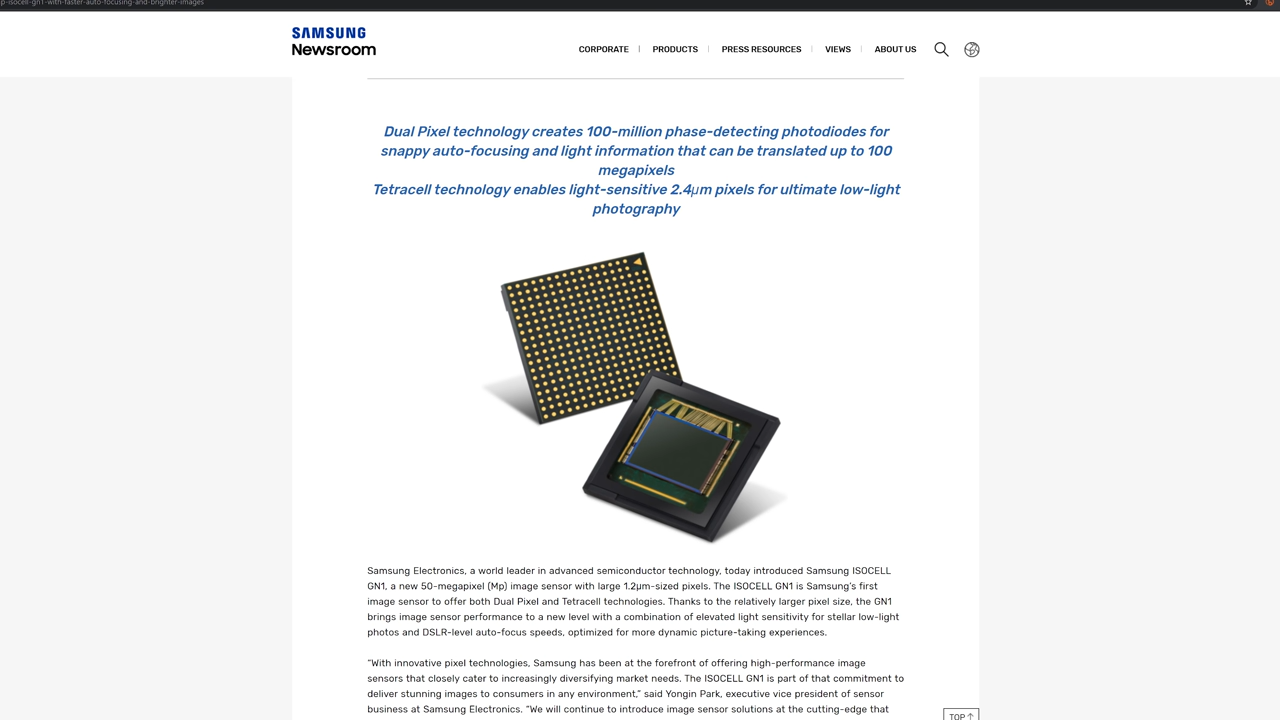 p-isocell-gn1-with-faster-auto-focusing-and-brighter-images
SAMSUNG
Newsroom
CORPORATE
PRODUCTS
PRESS RESOURCES
VIEWS
ABOUT US
Dual Pixel technology creates 100-million phase-detecting photodiodes for
snappy auto-focusing and light information that can be translated up to 100
megapixels
Tetracell technology enables light-sensitive 2.4μm pixels for ultimate low-light
photography
Samsung Electronics, a world leader in advanced semiconductor technology, today introduced Samsung ISOCELL
GN1, a new 50-megapixel (Mp) image sensor with large 1.2μm-sized pixels. The ISOCELL GN1 is Samsung’s first
image sensor to offer both Dual Pixel and Tetracell technologies. Thanks to the relatively larger pixel size, the GN1
brings image sensor performance to a new level with a combination of elevated light sensitivity for stellar low-light
photos and DSLR-level auto-focus speeds, optimized for more dynamic picture-taking experiences.
“With innovative pixel technologies, Samsung has been at the forefront of offering high-performance image
sensors that closely cater to increasingly diversifying market needs. The ISOCELL GN1 is part of that commitment to
deliver stunning images to consumers in any environment,” said Yongin Park, executive vice president of sensor
business at Samsung Electronics. “We will continue to introduce image sensor solutions at the cutting-edge that
TOP↑